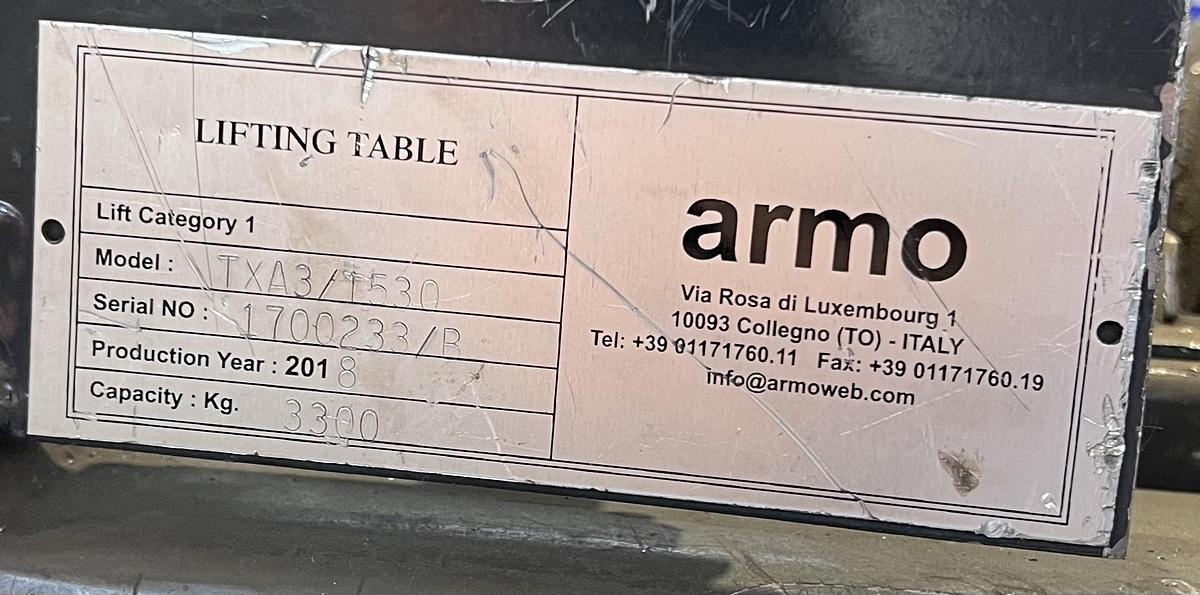 LIFTING TABLE
Lift Category 1
Model : TXA3/T530
Serial NO : 1700233/B
Production Year : 2018
Capacity : Kg. 3300
armo
Via Rosa di Luxembourg 1
10093 Collegno (TO) - ITALY
Tel: +39 01171760.11 Fax: +39 01171760.19
info@armoweb.com